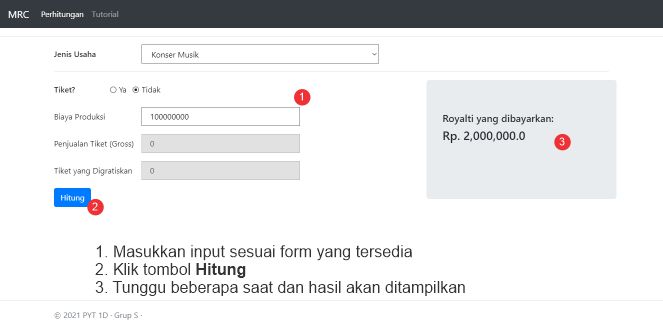 MRC Perhitungan Tutorial
Jenis Usaha Konser Musik
Tiket? Ya Tidak
1
Biaya Produksi 100000000
Penjualan Tiket (Gross) 0
Tiket yang Digratiskan 0
Hitung
2
Royalti yang dibayarkan:
Rp. 2,000,000.0
3
1. Masukkan input sesuai form yang tersedia
2. Klik tombol Hitung
3. Tunggu beberapa saat dan hasil akan ditampilkan
© 2021 PYT 1D - Grup S -